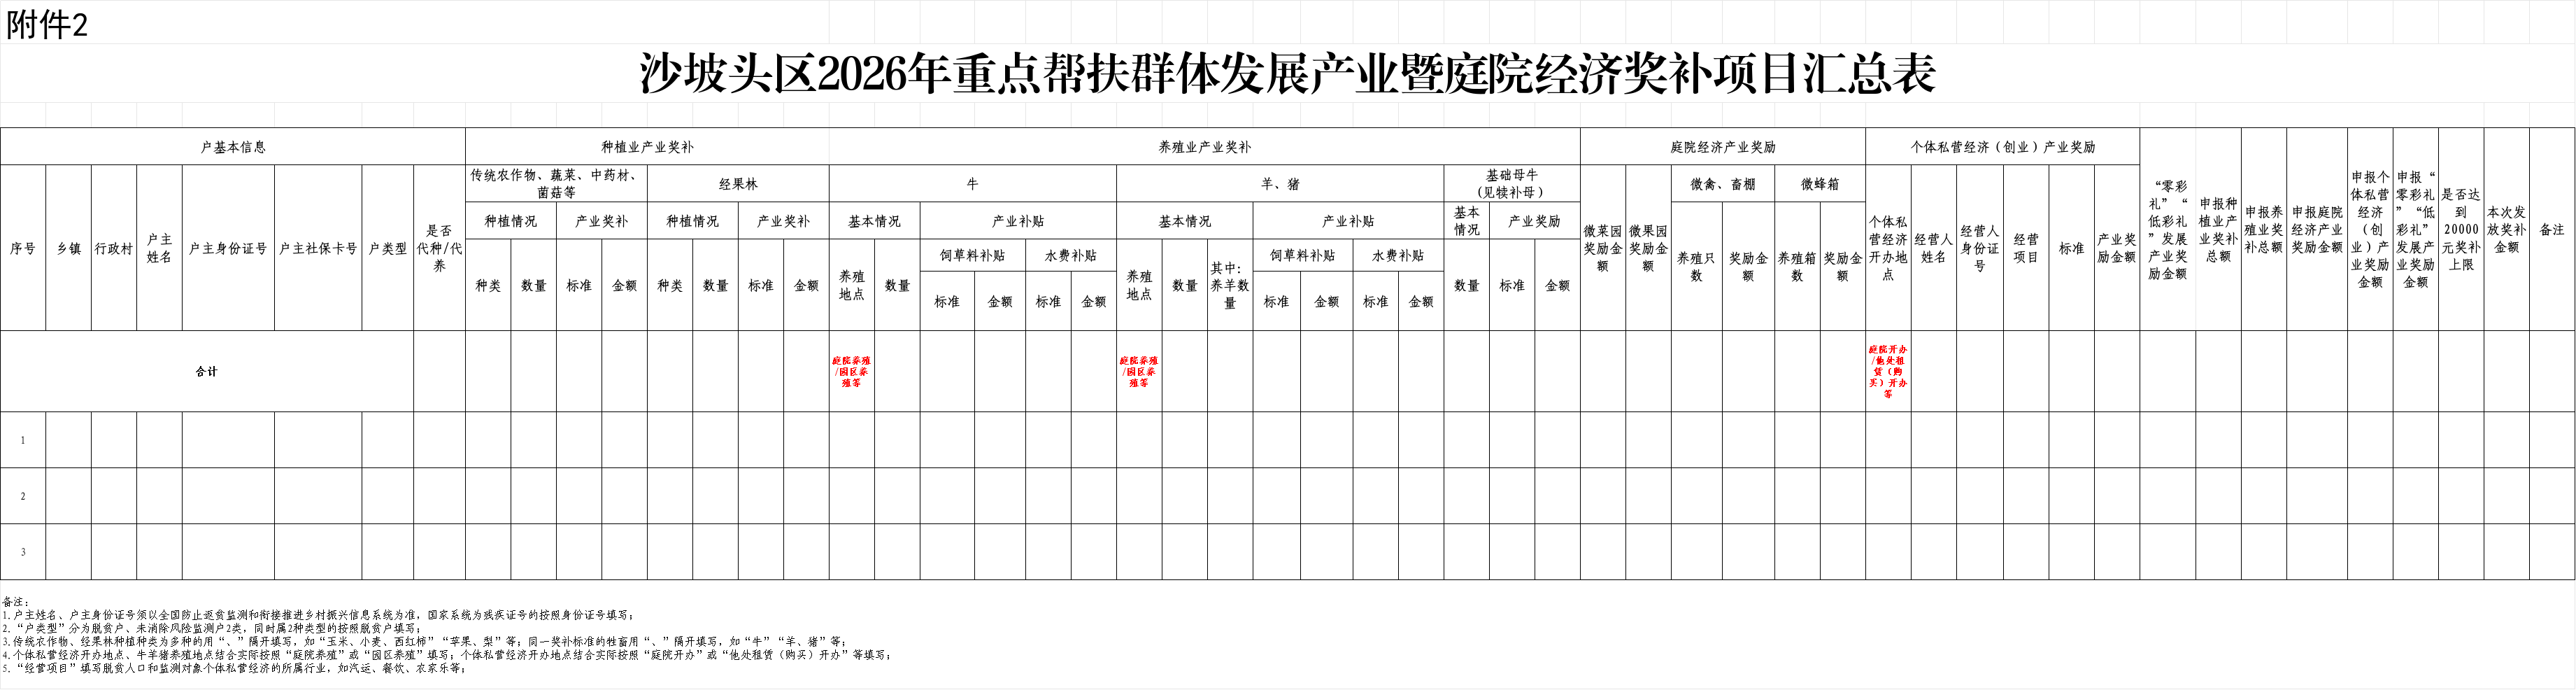 附件2
沙坡头区2026年重点帮扶群体发展产业暨庭院经济奖补项目汇总表
户基本信息
种植业产业奖补
养殖业产业奖补
庭院经济产业奖励
个体私营经济（创业）产业奖励
序号
乡镇
行政村
户主
姓名
户主身份证号
户主社保卡号
户类型
是否
代种/代
养
传统农作物、蔬菜、中药材、
菌菇等
经果林
种植情况
产业奖补
种植情况
产业奖补
种类
数量
标准
金额
种类
数量
标准
金额
牛
羊、猪
基础母牛
（见犊补母）
基本情况
产业补贴
基本情况
产业补贴
基本
情况
产业奖励
养殖
地点
数量
饲草料补贴
水费补贴
标准
金额
标准
金额
养殖
地点
数量
其中：
养羊数
量
饲草料补贴
水费补贴
标准
金额
标准
金额
数量
标准
金额
微菜园
奖励金
额
微果园
奖励金
额
微禽、畜棚
微蜂箱
养殖只
数
奖励金
额
养殖箱
数
奖励金
额
个体私
营经济
开办地
点
经营人
姓名
经营人
身份证
号
经营
项目
标准
产业奖
励金额
“零彩
礼”“
低彩礼
”发展
产业奖
励金额
申报种
植业产
业奖补
总额
申报养
殖业奖
补总额
申报庭院
经济产业
奖励金额
申报个
体私营
经济
（创
业）产
业奖励
金额
申报“
零彩礼
”“低
彩礼”
发展产
业奖励
金额
是否达
到
20000
元奖补
上限
本次发
放奖补
金额
备注
合计
庭院养殖
/园区养
殖等
庭院养殖
/园区养
殖等
庭院开办
/他处租
赁（购
买）开办
等
1
2
3
备注：
1.户主姓名、户主身份证号须以全国防止返贫监测和衔接推进乡村振兴信息系统为准，国家系统为残疾证号的按照身份证号填写；
2.“户类型”分为脱贫户、未消除风险监测户2类，同时属2种类型的按照脱贫户填写；
3.传统农作物、经果林种植种类为多种的用“、”隔开填写，如“玉米、小麦、西红柿”“苹果、梨”等；同一奖补标准的牲畜用“、”隔开填写，如“牛”“羊、猪”等；
4.个体私营经济开办地点、牛羊猪养殖地点结合实际按照“庭院养殖”或“园区养殖”填写；个体私营经济开办地点结合实际按照“庭院开办”或“他处租赁（购买）开办”等填写；
5.“经营项目”填写脱贫人口和监测对象个体私营经济的所属行业，如汽运、餐饮、农家乐等；